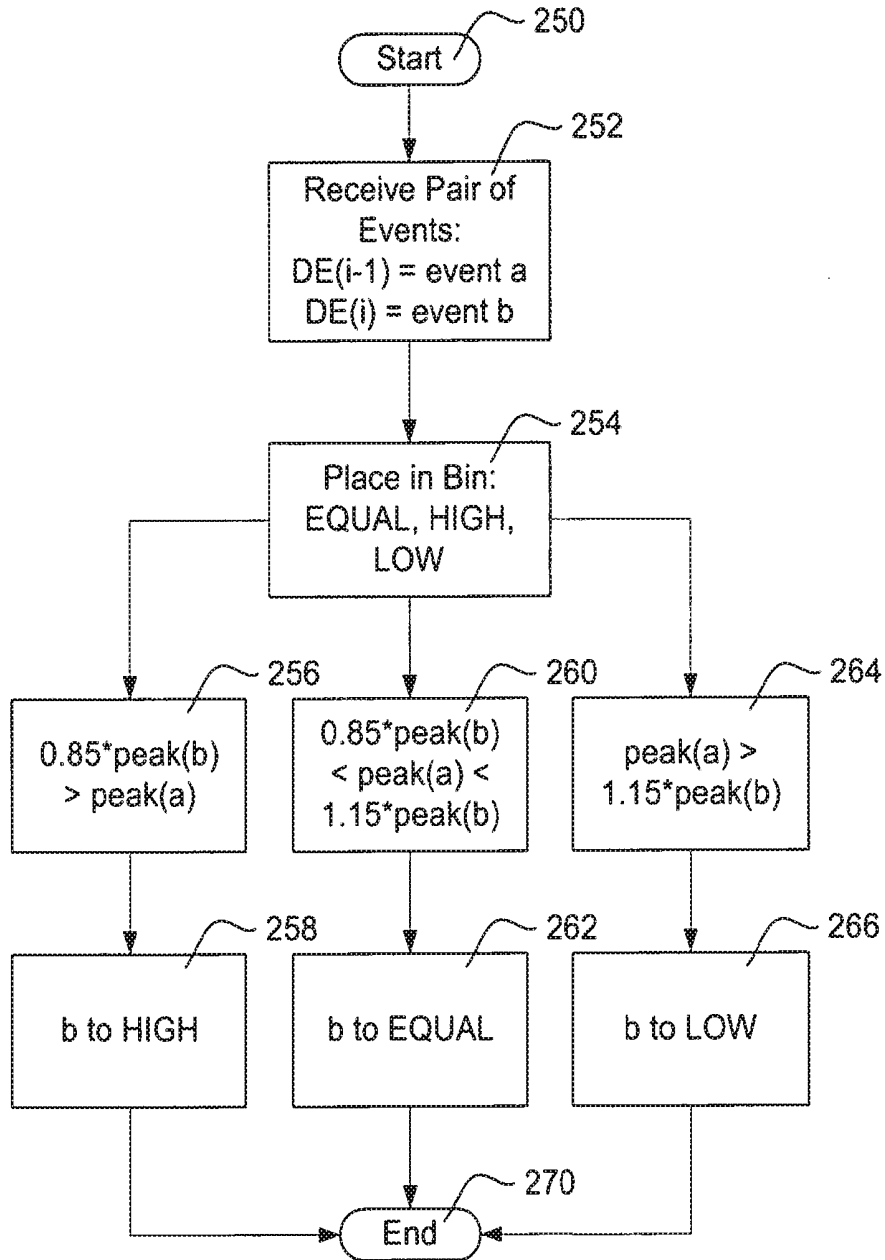 250
Start
252
Receive Pair of
Events:
DE(i-1) = event a
DE(i) = event b
254
Place in Bin:
EQUAL, HIGH,
LOW
256
0.85*peak(b)
> peak(a)
260
0.85*peak(b)
< peak(a) <
1.15*peak(b)
264
peak(a) >
1.15*peak(b)
258
b to HIGH
262
b to EQUAL
266
b to LOW
270
End